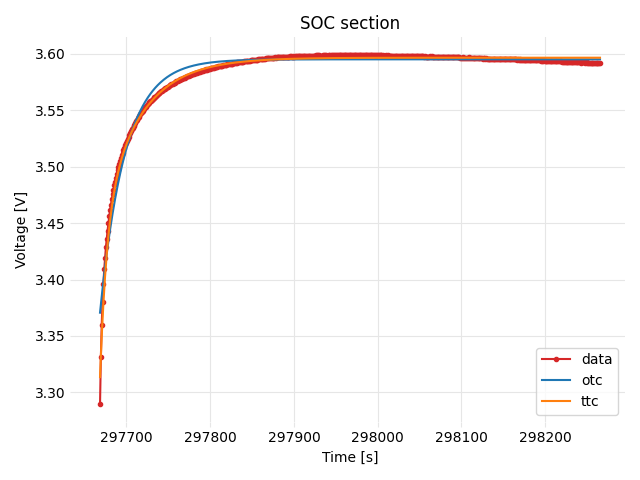 SOC section
3.60
3.55
3.50
3.45
3.40
3.35
3.30
Voltage [V]
297700 297800 297900 298000 298100 298200
Time [s]
data
otc
ttc